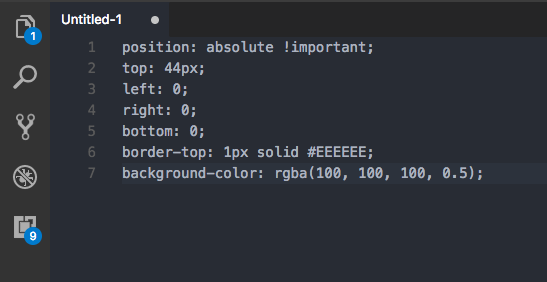 Untitled-1
1
1 position: absolute !important;
2 top: 44px;
3 left: 0;
4 right: 0;
5 bottom: 0;
6 border-top: 1px solid #EEEEEE;
7 background-color: rgba(100, 100, 100, 0.5);
9